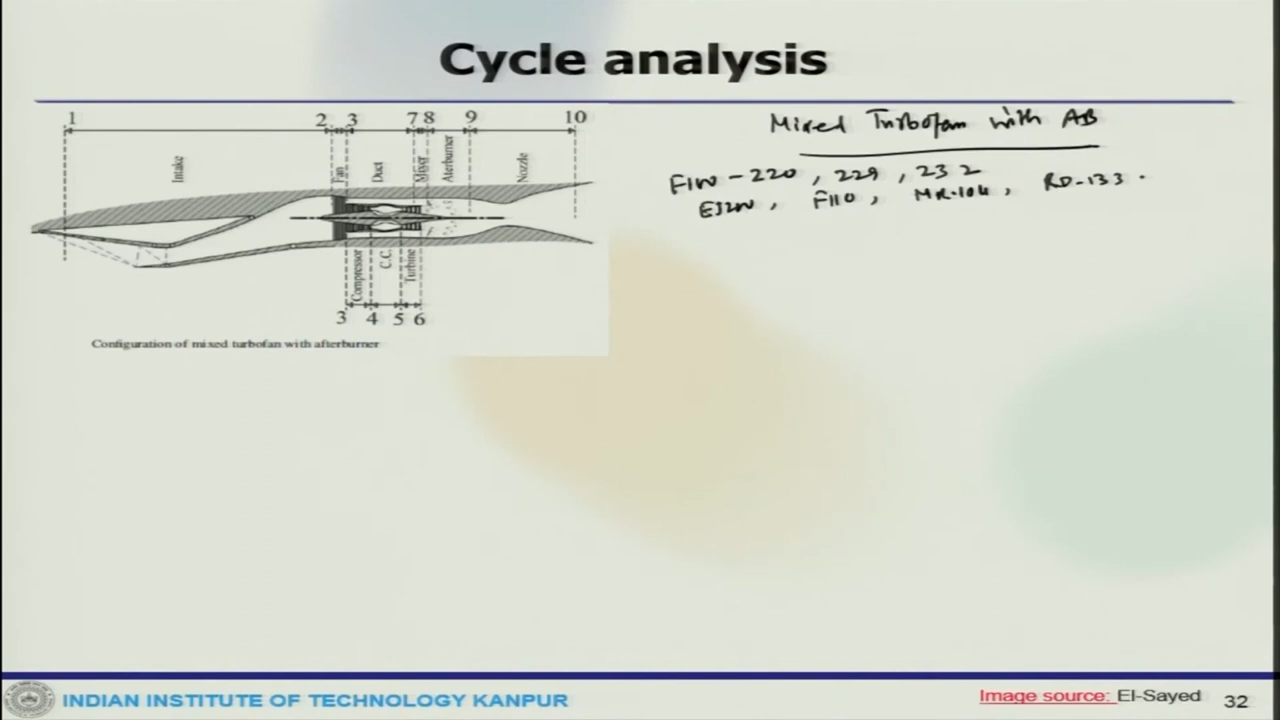 Cycle analysis
1 2 3 7 8 9 10
Intake
Fan
Duct
Mixer
Aterburner
Nozzle
Compressor
C.C.
Turbine
3 4 5 6
Configuration of mixed turbofan with afterburner
Mixed Turbofan with AB
F100-220, 229, 232
EJ200, F110, RD-133.
INDIAN INSTITUTE OF TECHNOLOGY KANPUR
Image source: El-Sayed 32